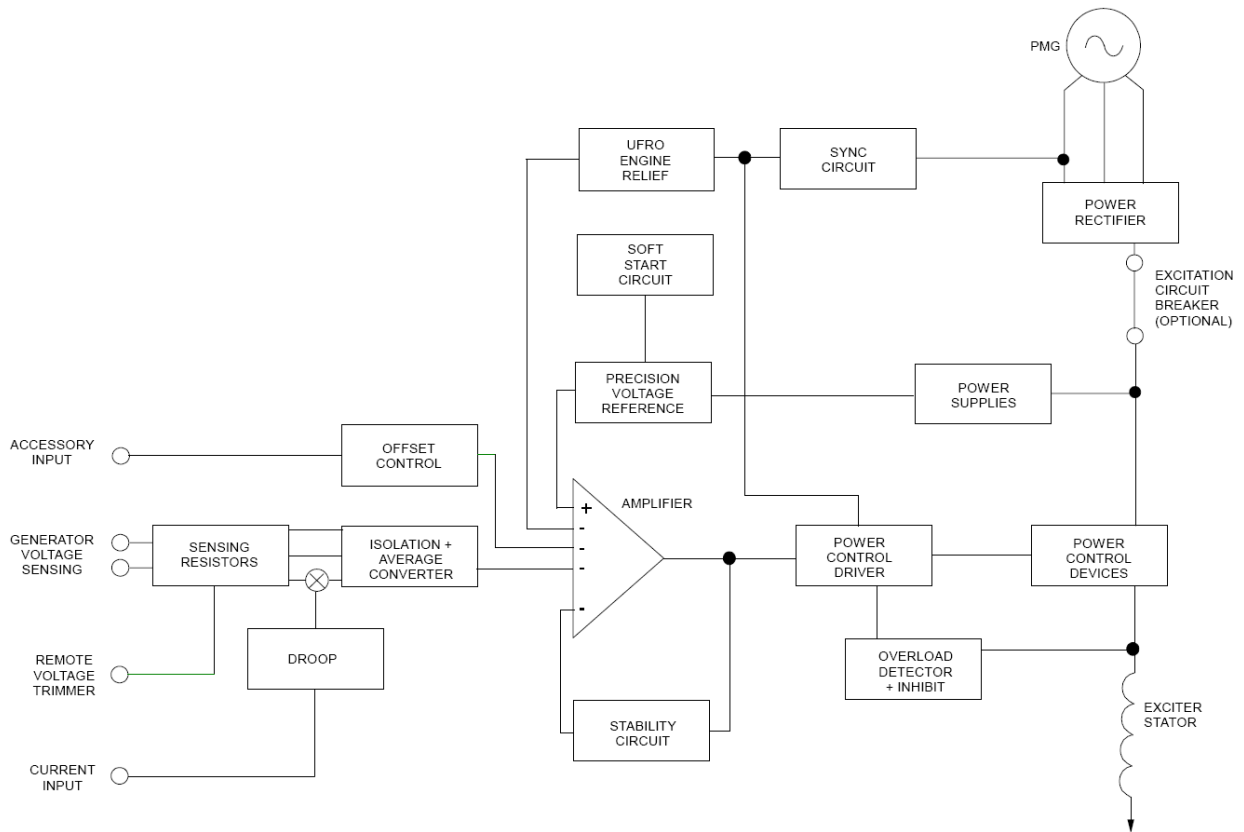 PMG
UFRO
ENGINE
RELIEF
SYNC
CIRCUIT
POWER
RECTIFIER
SOFT
START
CIRCUIT
EXCITATION
CIRCUIT
BREAKER
(OPTIONAL)
PRECISION
VOLTAGE
REFERENCE
POWER
SUPPLIES
ACCESSORY
INPUT
OFFSET
CONTROL
AMPLIFIER
+
-
-
-
-
GENERATOR
VOLTAGE
SENSING
SENSING
RESISTORS
ISOLATION +
AVERAGE
CONVERTER
POWER
CONTROL
DRIVER
POWER
CONTROL
DEVICES
REMOTE
VOLTAGE
TRIMMER
DROOP
OVERLOAD
DETECTOR
+ INHIBIT
EXCITER
STATOR
STABILITY
CIRCUIT
CURRENT
INPUT